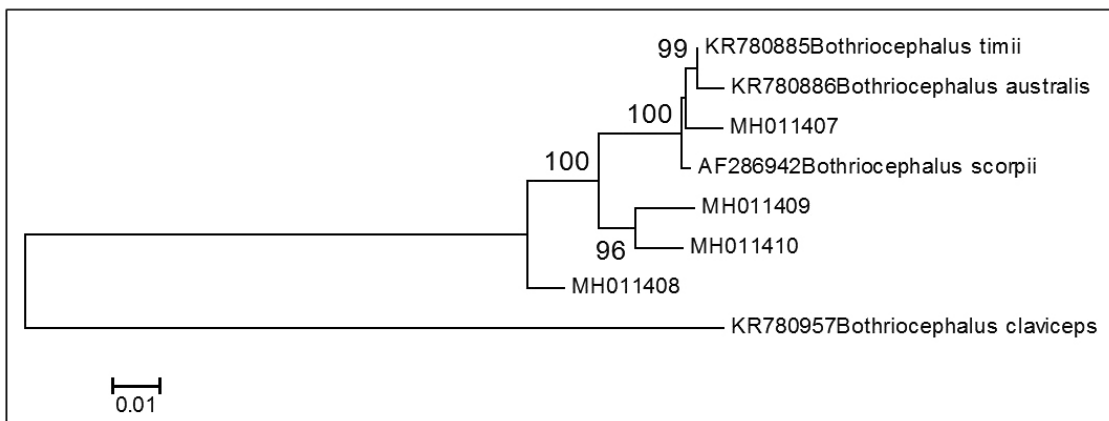 99
KR780885Bothriocephalus timii
KR780886Bothriocephalus australis
100
MH011407
100
AF286942Bothriocephalus scorpii
MH011409
96
MH011410
MH011408
KR780957Bothriocephalus claviceps
0.01